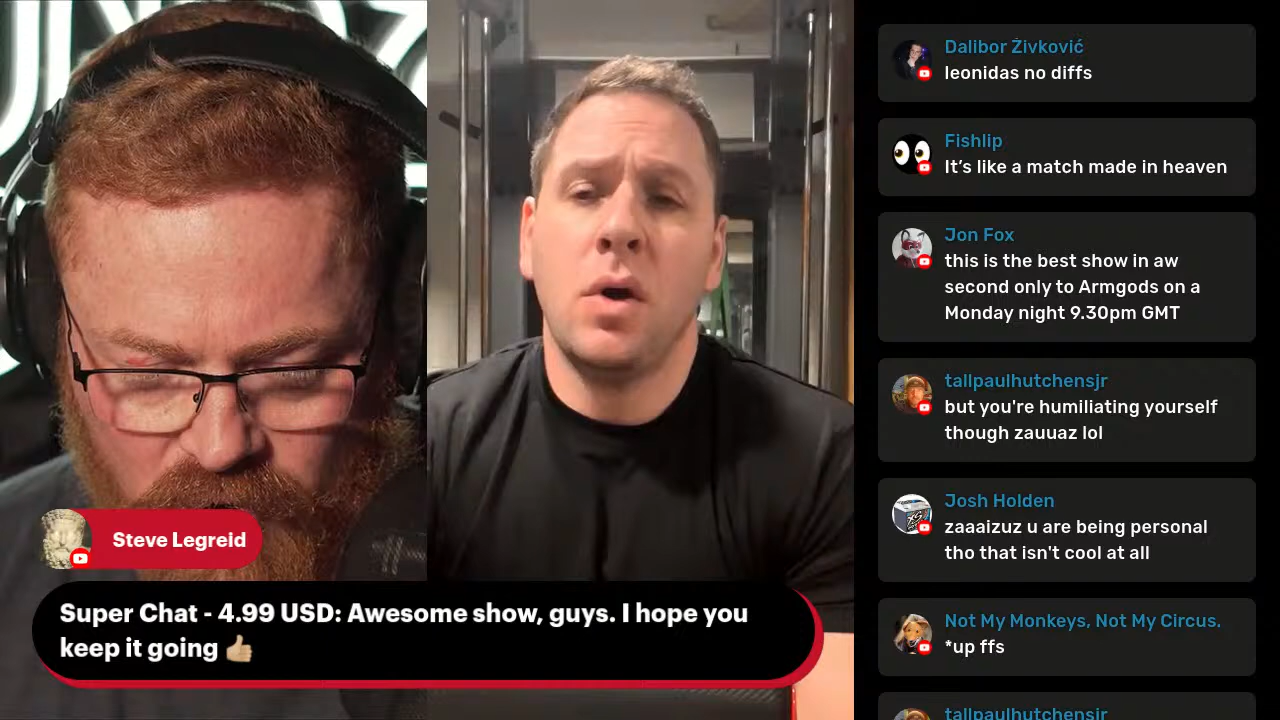 Dalibor Živković
leonidas no diffs
Fishlip
It's like a match made in heaven
Jon Fox
this is the best show in aw
second only to Armgods on a
Monday night 9.30pm GMT
tallpaulhutchensjr
but you're humiliating yourself
though zauuaz lol
Josh Holden
zaaaizuz u are being personal
tho that isn't cool at all
Not My Monkeys, Not My Circus.
*up ffs
tallpaulhutchensjr
Steve Legreid
Super Chat - 4.99 USD: Awesome show, guys. I hope you
keep it going 👍🏼